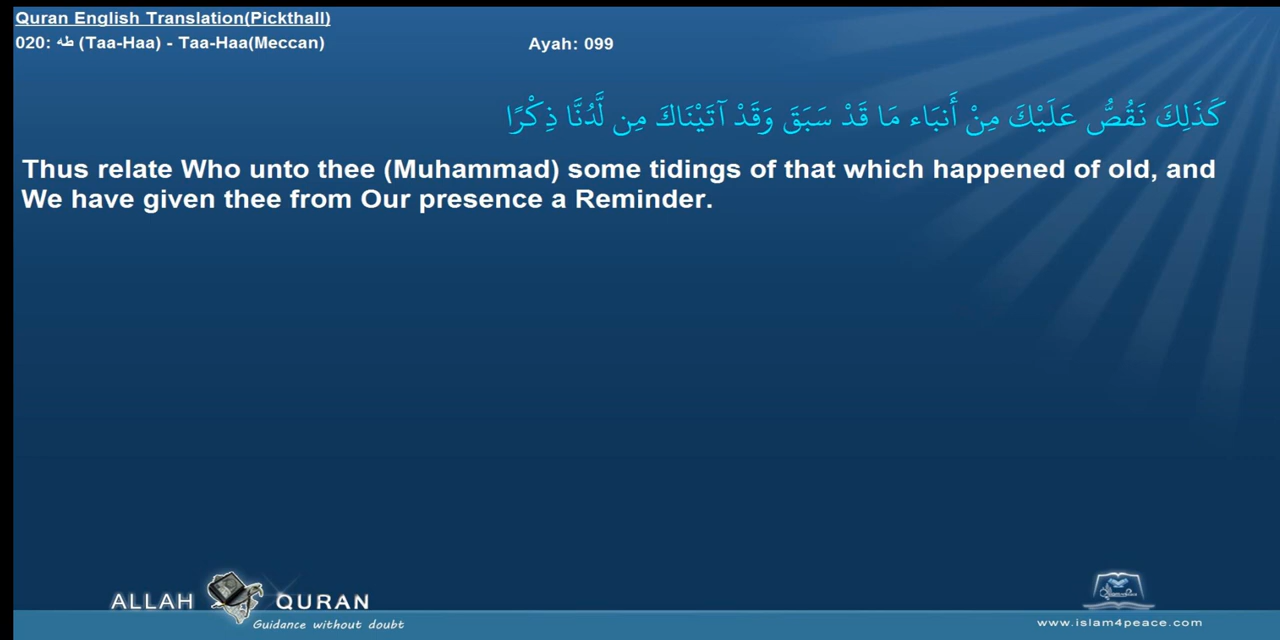 Quran English Translation(Pickthall)
020: طه (Taa-Haa) - Taa-Haa(Meccan) Ayah: 099
كَذَلِكَ نَقُصُّ عَلَيْكَ مِنْ أَنبَاء مَا قَدْ سَبَقَ وَقَدْ آتَيْنَاكَ مِن لَّدُنَّا ذِكْرًا
Thus relate Who unto thee (Muhammad) some tidings of that which happened of old, and
We have given thee from Our presence a Reminder.
ALLAH QURAN
Guidance without doubt
www.islam4peace.com